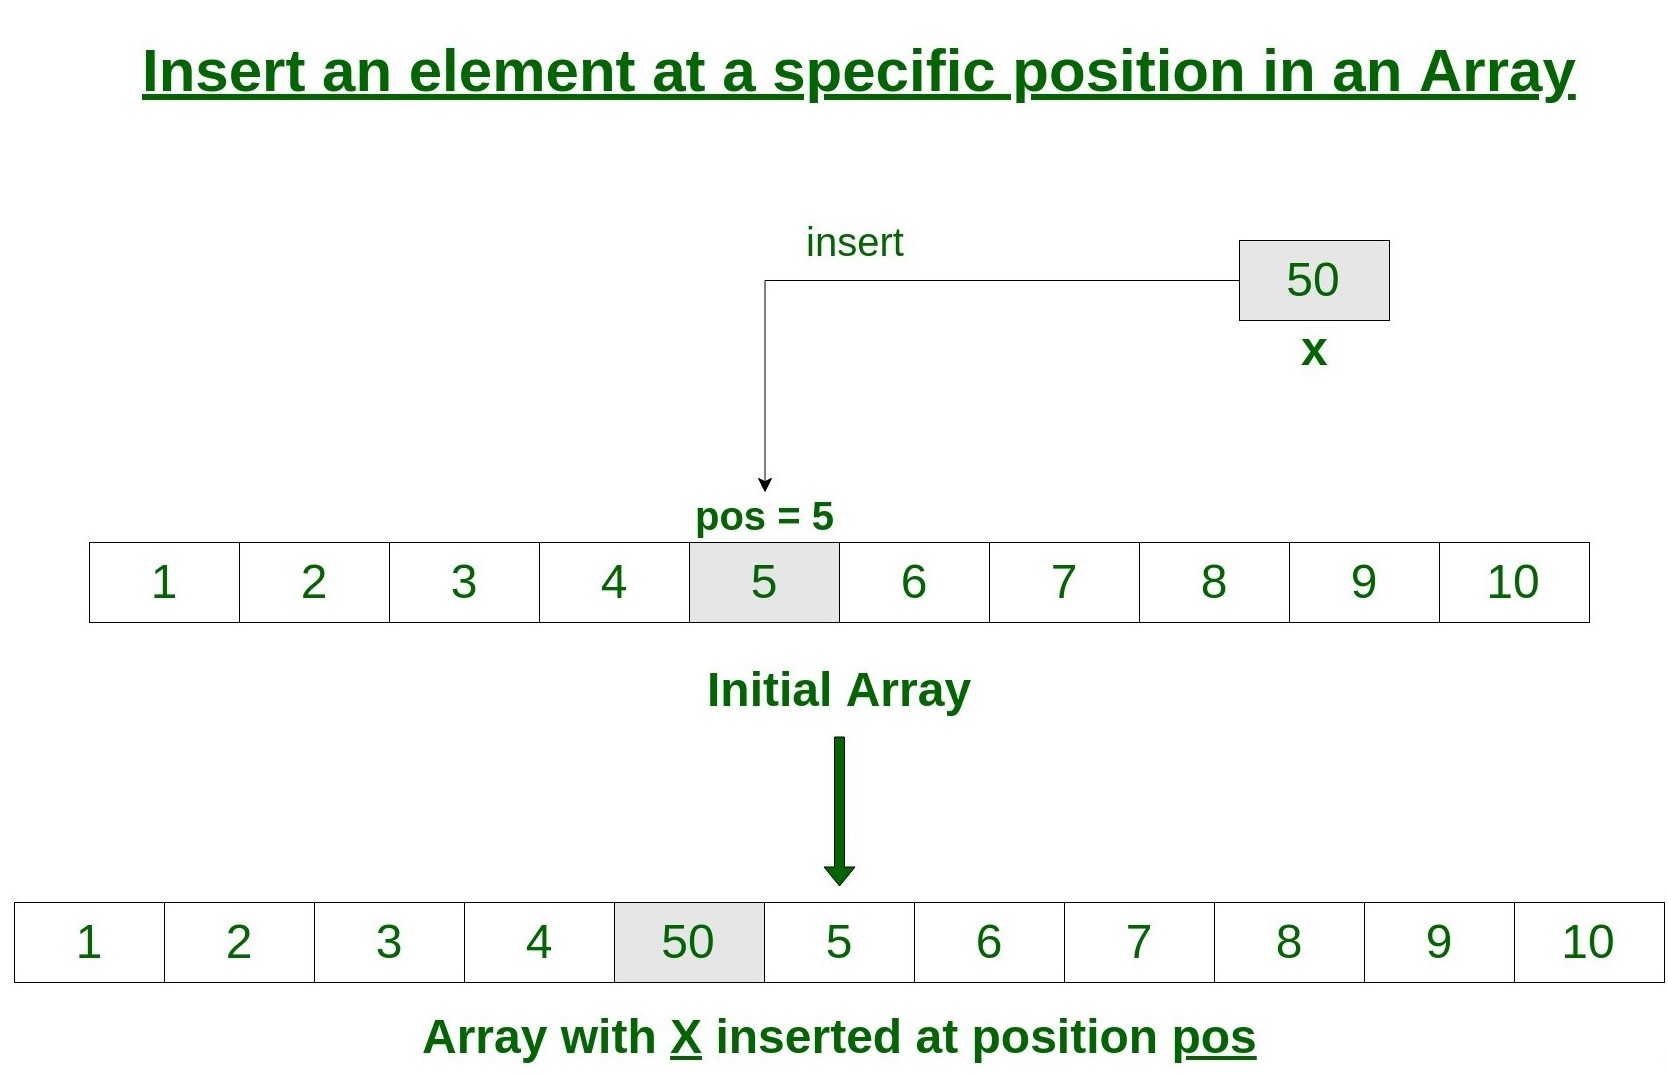 Insert an element at a specific position in an Array
insert
50
x
pos = 5
1 2 3 4 5 6 7 8 9 10
Initial Array
1 2 3 4 50 5 6 7 8 9 10
Array with X inserted at position pos